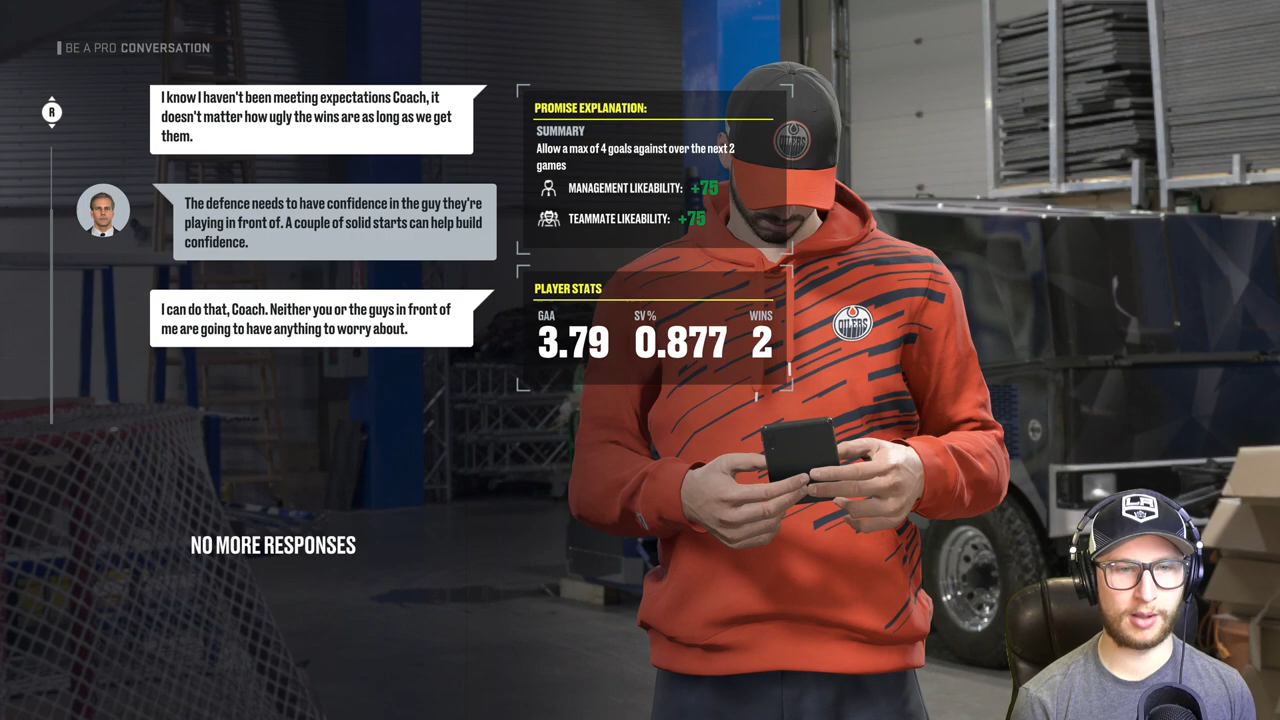 BE A PRO CONVERSATION
R
I know I haven't been meeting expectations Coach, it
doesn't matter how ugly the wins are as long as we get
them.
The defence needs to have confidence in the guy they're
playing in front of. A couple of solid starts can help build
confidence.
I can do that, Coach. Neither you or the guys in front of
me are going to have anything to worry about.
NO MORE RESPONSES
PROMISE EXPLANATION:
SUMMARY
Allow a max of 4 goals against over the next 2
games
MANAGEMENT LIKEABILITY: +75
TEAMMATE LIKEABILITY: +75
PLAYER STATS
GAA SV % WINS
3.79 0.877 2
OILERS
OILERS
LA